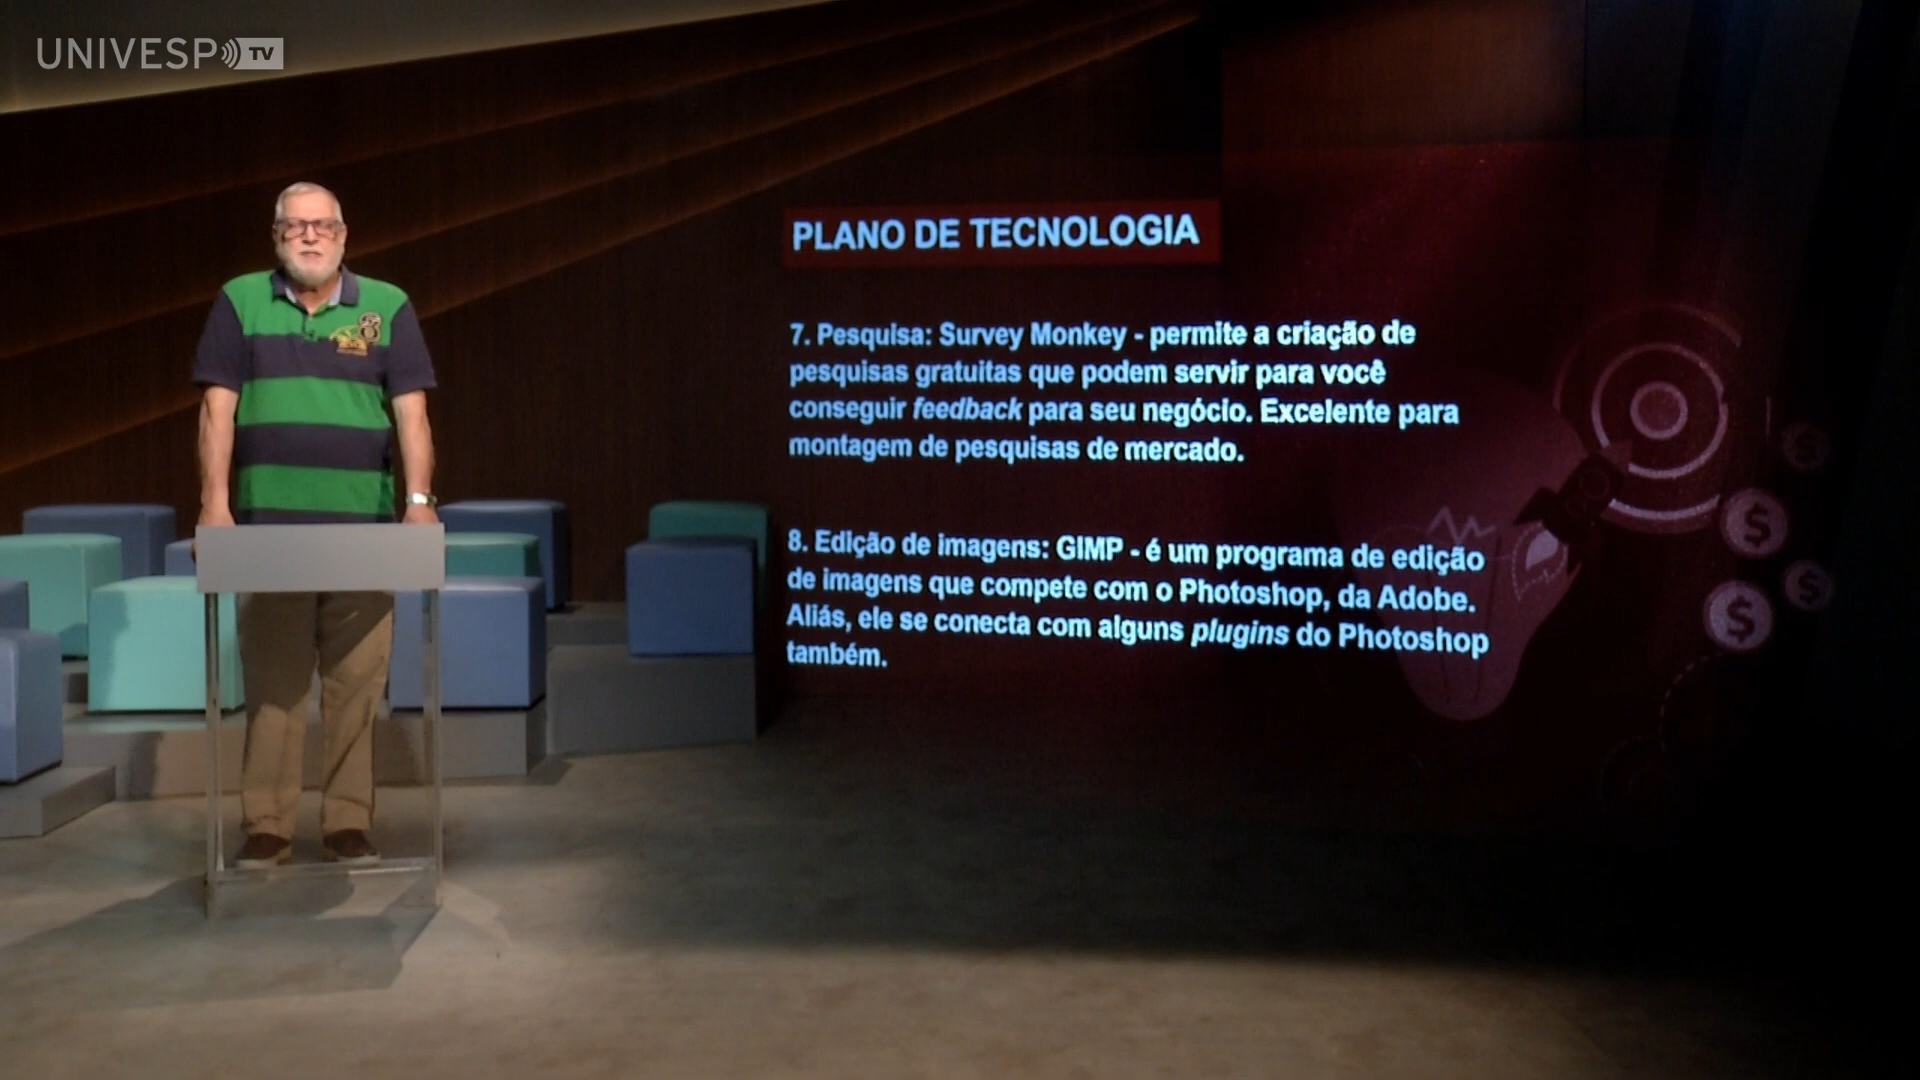 UNIVESP TV
PLANO DE TECNOLOGIA
7. Pesquisa: Survey Monkey - permite a criação de
pesquisas gratuitas que podem servir para você
conseguir feedback para seu negócio. Excelente para
montagem de pesquisas de mercado.
8. Edição de imagens: GIMP - é um programa de edição
de imagens que compete com o Photoshop, da Adobe.
Aliás, ele se conecta com alguns plugins do Photoshop
também.
$
$
$
$